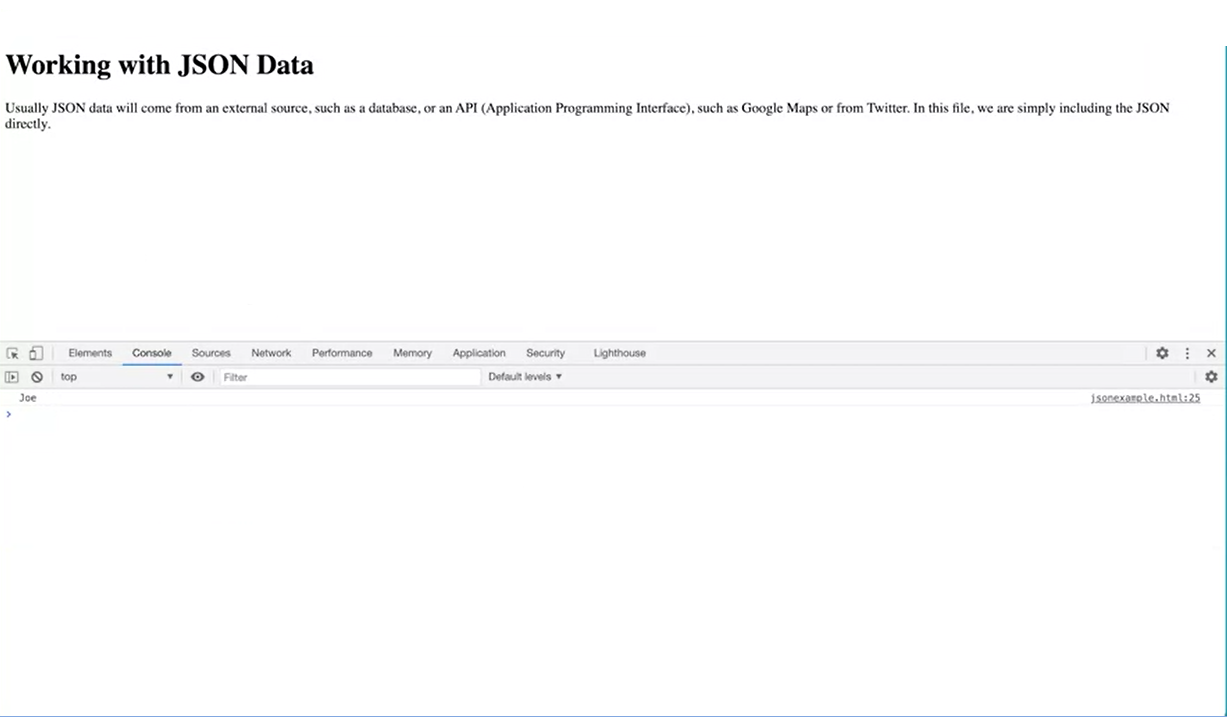 Working with JSON Data
Usually JSON data will come from an external source, such as a database, or an API (Application Programming Interface), such as Google Maps or from Twitter. In this file, we are simply including the JSON
directly.
Elements Console Sources Network Performance Memory Application Security Lighthouse
top Filter Default levels
Joe jsonexample.html:25